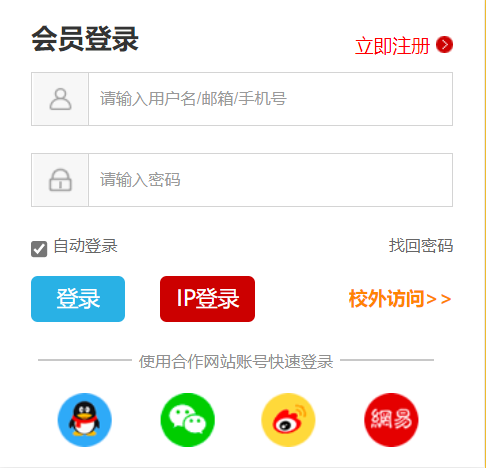 会员登录
立即注册
请输入用户名/邮箱/手机号
请输入密码
自动登录 找回密码
登录 IP登录 校外访问>>
使用合作网站账号快速登录
網易